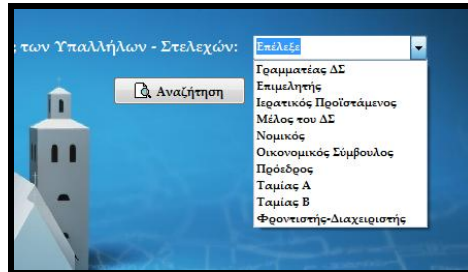 των Υπαλλήλων - Στελεχών: Επέλεξε
Αναζήτηση
Γραμματέας ΔΣ
Επιμελητής
Ιερατικός Προϊστάμενος
Μέλος του ΔΣ
Νομικός
Οικονομικός Σύμβουλος
Πρόεδρος
Ταμίας Α
Ταμίας Β
Φροντιστής-Διαχειριστής